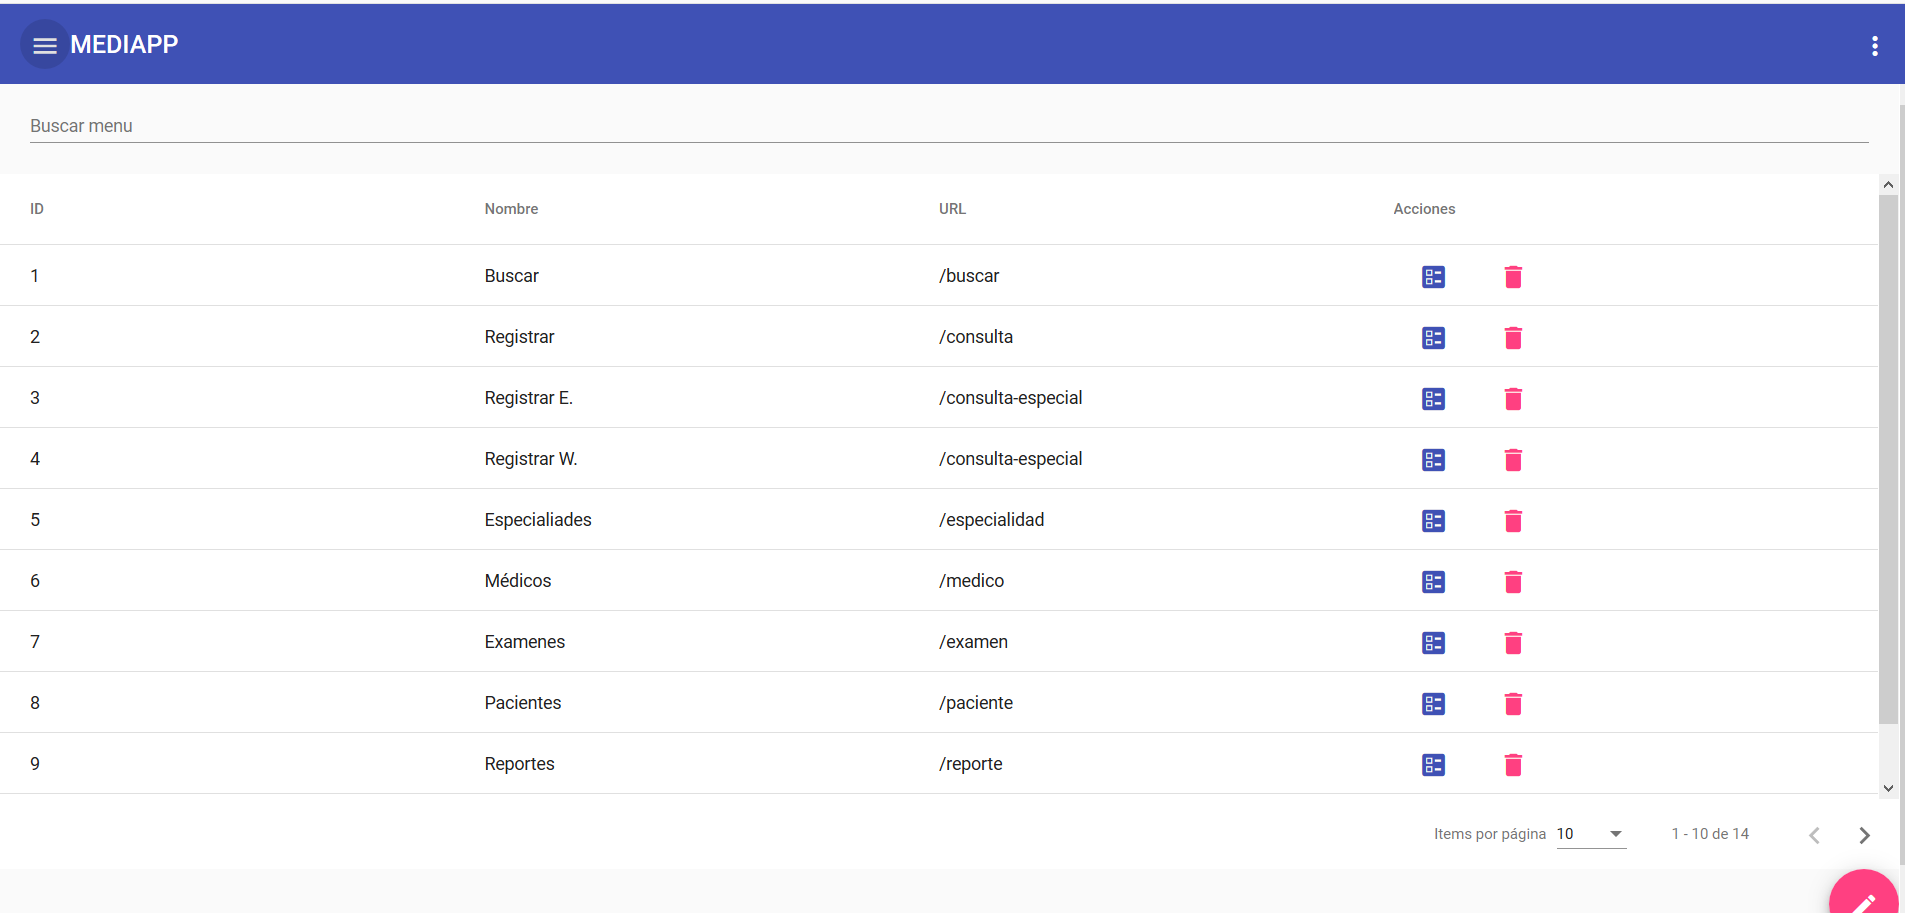 MEDIAPP
Buscar menu
ID Nombre URL Acciones
1 Buscar /buscar
2 Registrar /consulta
3 Registrar E. /consulta-especial
4 Registrar W. /consulta-especial
5 Especialiades /especialidad
6 Médicos /medico
7 Examenes /examen
8 Pacientes /paciente
9 Reportes /reporte
Items por página 10 1 - 10 de 14